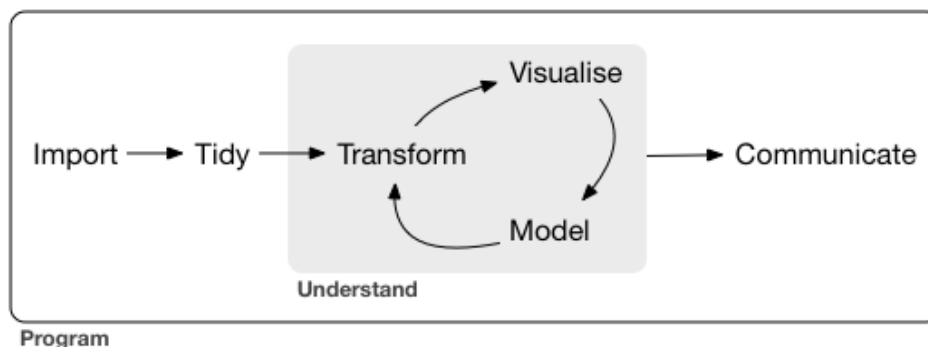 Visualise
Import
Tidy
Transform
Communicate
Model
Understand
Program